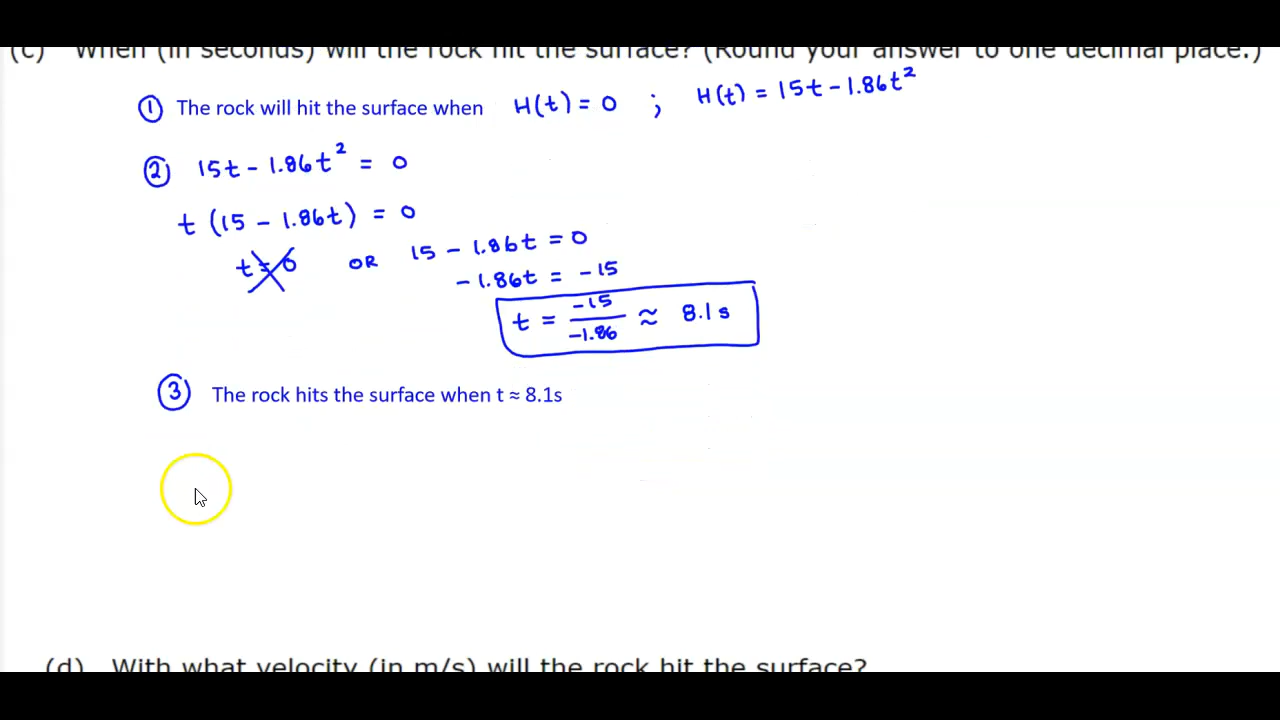 (c) When (in seconds) will the rock hit the surface? (Round your answer to one decimal place.)
① The rock will hit the surface when H(t) = 0 ; H(t) = 15t - 1.86t²
② 15t - 1.86t² = 0
t (15 - 1.86t) = 0
t = 0 OR 15 - 1.86t = 0
-1.86t = -15
t = -15/-1.86 ≈ 8.1 s
③ The rock hits the surface when t ≈ 8.1s
(d) With what velocity (in m/s) will the rock hit the surface?